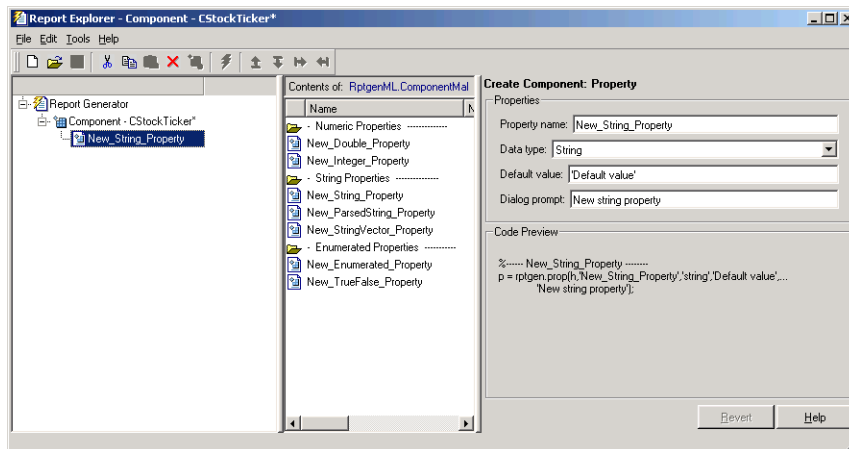 Report Explorer - Component - CStockTicker*
File Edit Tools Help
Report Generator
Component - CStockTicker*
New_String_Property
Contents of: RptgenML.ComponentMal
Name
- Numeric Properties --------------
New_Double_Property
New_Integer_Property
- String Properties ---------------
New_String_Property
New_ParsedString_Property
New_StringVector_Property
- Enumerated Properties -----------
New_Enumerated_Property
New_TrueFalse_Property
Create Component: Property
Properties
Property name: New_String_Property
Data type: String
Default value: 'Default value'
Dialog prompt: New string property
Code Preview
%------ New_String_Property --------
p = rptgen.prop(h,'New_String_Property','string','Default value',...
'New string property');
Revert Help